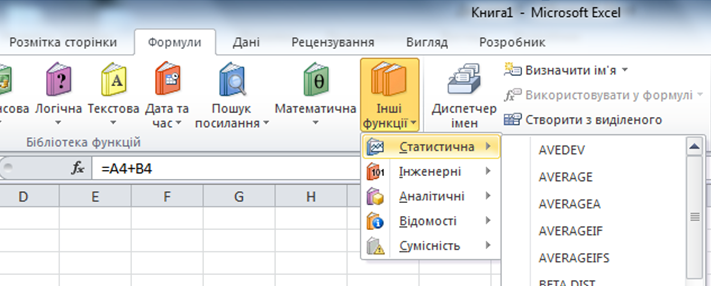 Книга1 - Microsoft Excel
Розмітка сторінки Формули Дані Рецензування Вигляд Розробник
нсова Логічна Текстова Дата та час Пошук посилання Математична Інші функції Диспетчер імен
Визначити ім'я
Використовувати у формулі
Створити з виділеного
Бібліотека функцій
fx =A4+B4
D E F G H
Статистична
Інженерні
Аналітичні
Відомості
Сумісність
AVEDEV
AVERAGE
AVERAGEA
AVERAGEIF
AVERAGEIFS
BETA.DIST